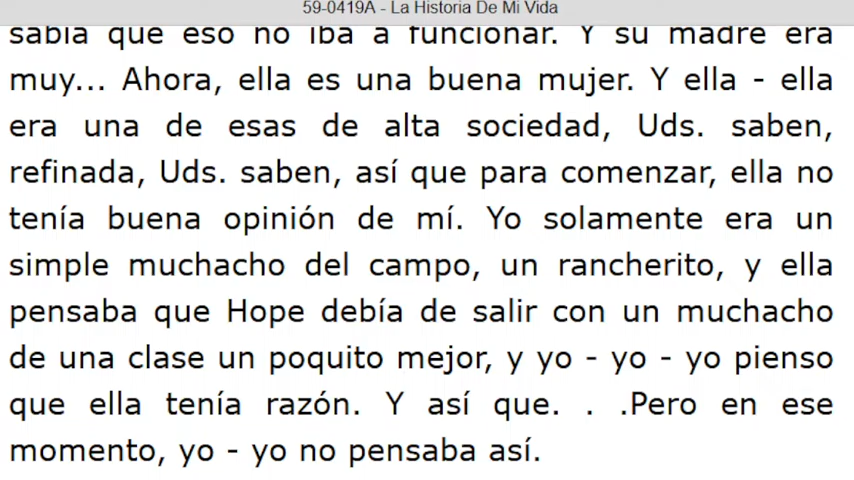 59-0419A - La Historia De Mi Vida
sabía que eso no iba a funcionar. Y su madre era
muy... Ahora, ella es una buena mujer. Y ella - ella
era una de esas de alta sociedad, Uds. saben,
refinada, Uds. saben, así que para comenzar, ella no
tenía buena opinión de mí. Yo solamente era un
simple muchacho del campo, un rancherito, y ella
pensaba que Hope debía de salir con un muchacho
de una clase un poquito mejor, y yo - yo - yo pienso
que ella tenía razón. Y así que. . .Pero en ese
momento, yo - yo no pensaba así.